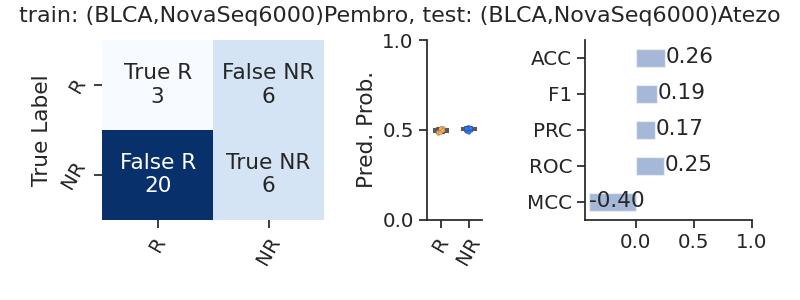 train: (BLCA,NovaSeq6000)Pembro, test: (BLCA,NovaSeq6000)Atezo
True Label
R
NR
True R
3
False NR
6
False R
20
True NR
6
R
NR
Pred. Prob.
1.0
0.5
0.0
R
NR
ACC
0.26
F1
0.19
PRC
0.17
ROC
0.25
MCC
-0.40
0.0
0.5
1.0